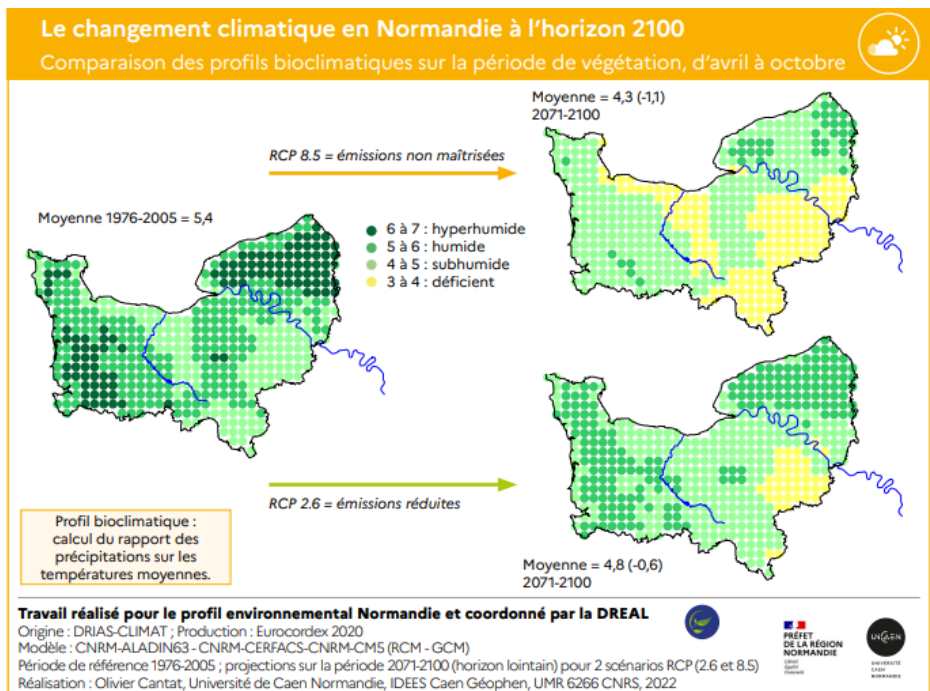 Le changement climatique en Normandie à l'horizon 2100
Comparaison des profils bioclimatiques sur la période de végétation, d'avril à octobre
Moyenne = 4,3 (-1,1)
2071-2100
RCP 8.5 = émissions non maîtrisées
Moyenne 1976-2005 = 5,4
6 à 7 : hyperhumide
5 à 6 : humide
4 à 5 : subhumide
3 à 4 : déficient
RCP 2.6 = émissions réduites
Profil bioclimatique :
calcul du rapport des
précipitations sur les
températures moyennes.
Moyenne = 4,8 (-0,6)
2071-2100
Travail réalisé pour le profil environnemental Normandie et coordonné par la DREAL
Origine : DRIAS-CLIMAT ; Production : Eurocordex 2020
Modèle : CNRM-ALADIN63 - CNRM-CERFACS-CNRM-CM5 (RCM - GCM)
Période de référence 1976-2005 ; projections sur la période 2071-2100 (horizon lointain) pour 2 scénarios RCP (2.6 et 8.5)
Réalisation : Olivier Cantat, Université de Caen Normandie, IDEES Caen Géophen, UMR 6266 CNRS, 2022
PRÉFET
DE LA RÉGION
NORMANDIE
Liberté
Égalité
Fraternité
UNICAEN
UNIVERSITÉ
CAEN
NORMANDIE